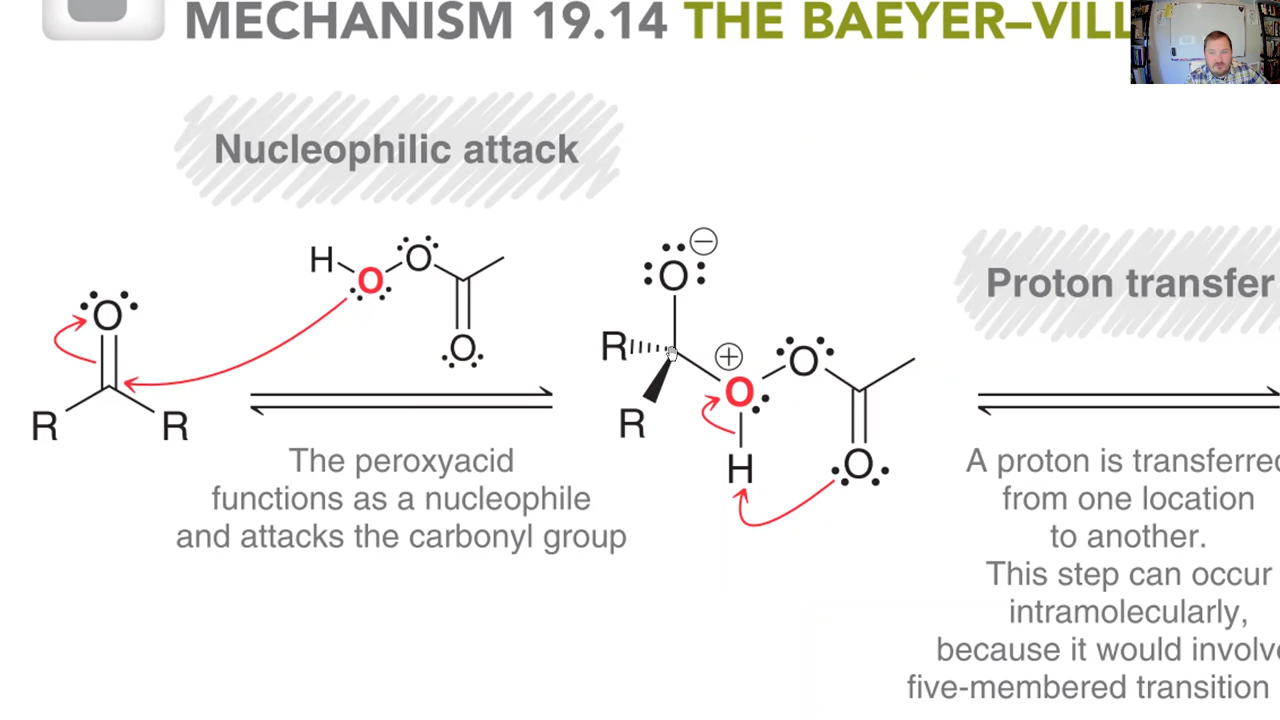 MECHANISM 19.14 THE BAEYER–VILL
Nucleophilic attack
H O O
O
O
R R
The peroxyacid
functions as a nucleophile
and attacks the carbonyl group
O ⊖
R ⊕ O
O
R
H O
Proton transfer
A proton is transferred
from one location
to another.
This step can occur
intramolecularly,
because it would involve
five-membered transition